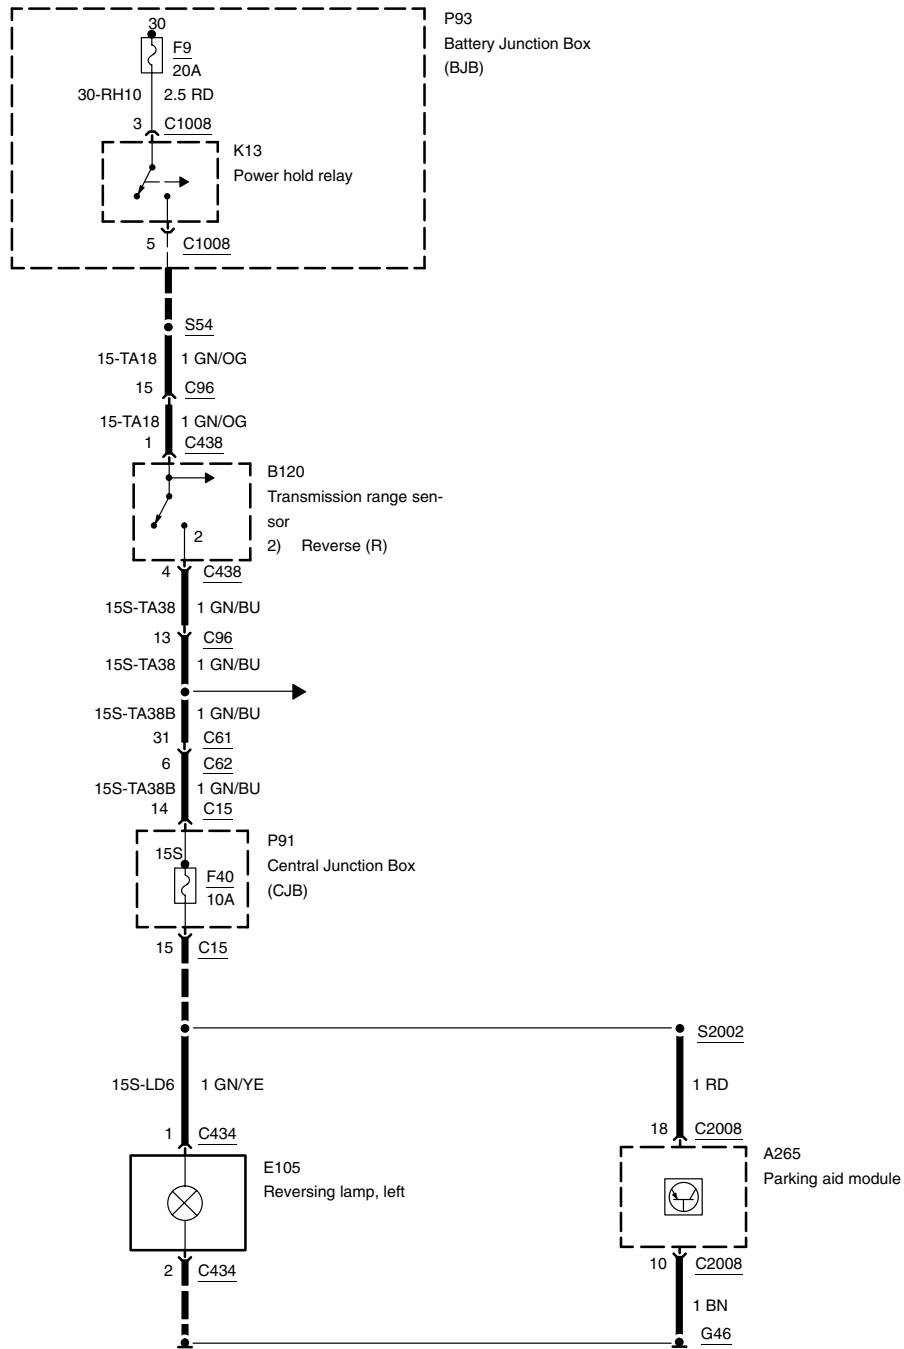 P93
Battery Junction Box
(BJB)
30
F9
20A
30-RH10 2.5 RD
3 C1008
K13
Power hold relay
5 C1008
S54
15-TA18 1 GN/OG
15 C96
15-TA18 1 GN/OG
1 C438
B120
Transmission range sen-
sor
2) Reverse (R)
2
4 C438
15S-TA38 1 GN/BU
13 C96
15S-TA38 1 GN/BU
15S-TA38B 1 GN/BU
31 C61
6 C62
15S-TA38B 1 GN/BU
14 C15
P91
Central Junction Box
(CJB)
15S
F40
10A
15 C15
S2002
15S-LD6 1 GN/YE
1 RD
1 C434
18 C2008
E105
Reversing lamp, left
A265
Parking aid module
2 C434
10 C2008
1 BN
G46